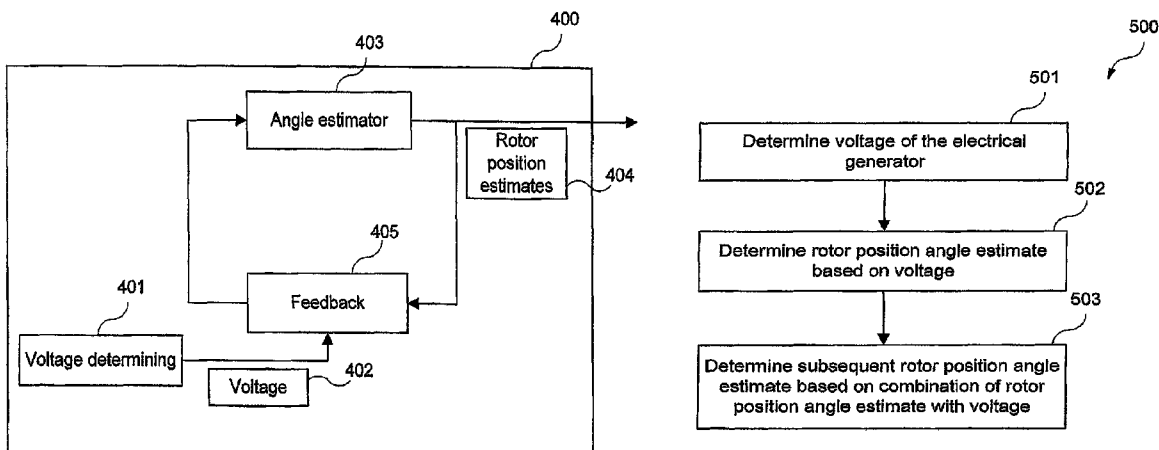 400
403
Angle estimator
Rotor
position
estimates
404
405
Feedback
401
Voltage determining
Voltage
402
500
501
Determine voltage of the electrical
generator
502
Determine rotor position angle estimate
based on voltage
503
Determine subsequent rotor position angle
estimate based on combination of rotor
position angle estimate with voltage